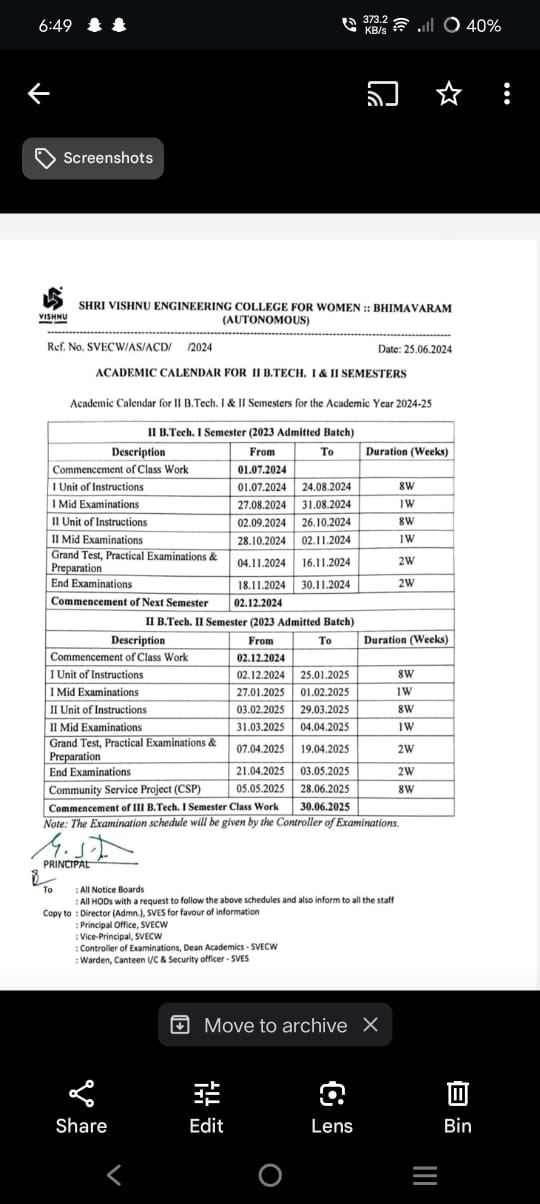 6:49
373.2 KB/s
40%
Screenshots
VISHNU
SHRI VISHNU ENGINEERING COLLEGE FOR WOMEN :: BHIMAVARAM
(AUTONOMOUS)
Ref. No. SVECW/AS/ACD/ /2024 Date: 25.06.2024
ACADEMIC CALENDAR FOR II B.TECH. I & II SEMESTERS
Academic Calendar for II B.Tech. I & II Semesters for the Academic Year 2024-25
II B.Tech. I Semester (2023 Admitted Batch)
Description From To Duration (Weeks)
Commencement of Class Work 01.07.2024
I Unit of Instructions 01.07.2024 24.08.2024 8W
I Mid Examinations 27.08.2024 31.08.2024 1W
II Unit of Instructions 02.09.2024 26.10.2024 8W
II Mid Examinations 28.10.2024 02.11.2024 1W
Grand Test, Practical Examinations & Preparation 04.11.2024 16.11.2024 2W
End Examinations 18.11.2024 30.11.2024 2W
Commencement of Next Semester 02.12.2024
II B.Tech. II Semester (2023 Admitted Batch)
Description From To Duration (Weeks)
Commencement of Class Work 02.12.2024
I Unit of Instructions 02.12.2024 25.01.2025 8W
I Mid Examinations 27.01.2025 01.02.2025 1W
II Unit of Instructions 03.02.2025 29.03.2025 8W
II Mid Examinations 31.03.2025 04.04.2025 1W
Grand Test, Practical Examinations & Preparation 07.04.2025 19.04.2025 2W
End Examinations 21.04.2025 03.05.2025 2W
Community Service Project (CSP) 05.05.2025 28.06.2025 8W
Commencement of III B.Tech. I Semester Class Work 30.06.2025
Note: The Examination schedule will be given by the Controller of Examinations.
PRINCIPAL
To : All Notice Boards
: All HODs with a request to follow the above schedules and also inform to all the staff
Copy to : Director (Admn.), SVES for favour of information
: Principal Office, SVECW
: Vice-Principal, SVECW
: Controller of Examinations, Dean Academics - SVECW
: Warden, Canteen I/C & Security officer - SVES
Move to archive
Share Edit Lens Bin